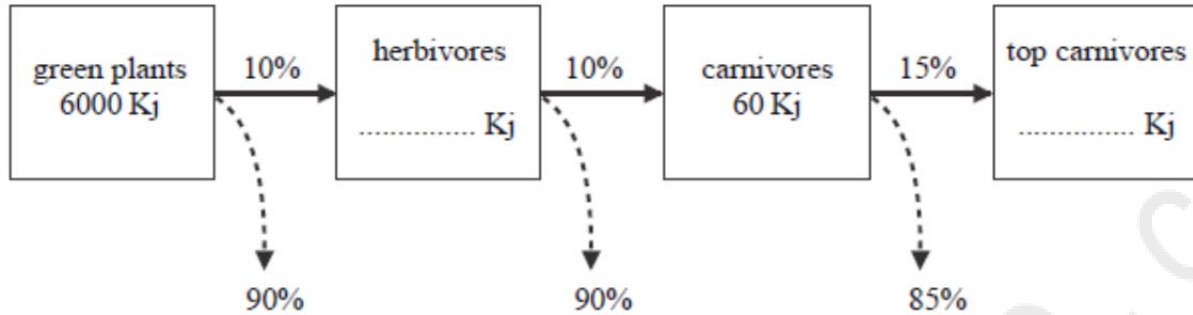 green plants
6000 Kj
10%
herbivores
............... Kj
10%
carnivores
60 Kj
15%
top carnivores
............... Kj
90%
90%
85%